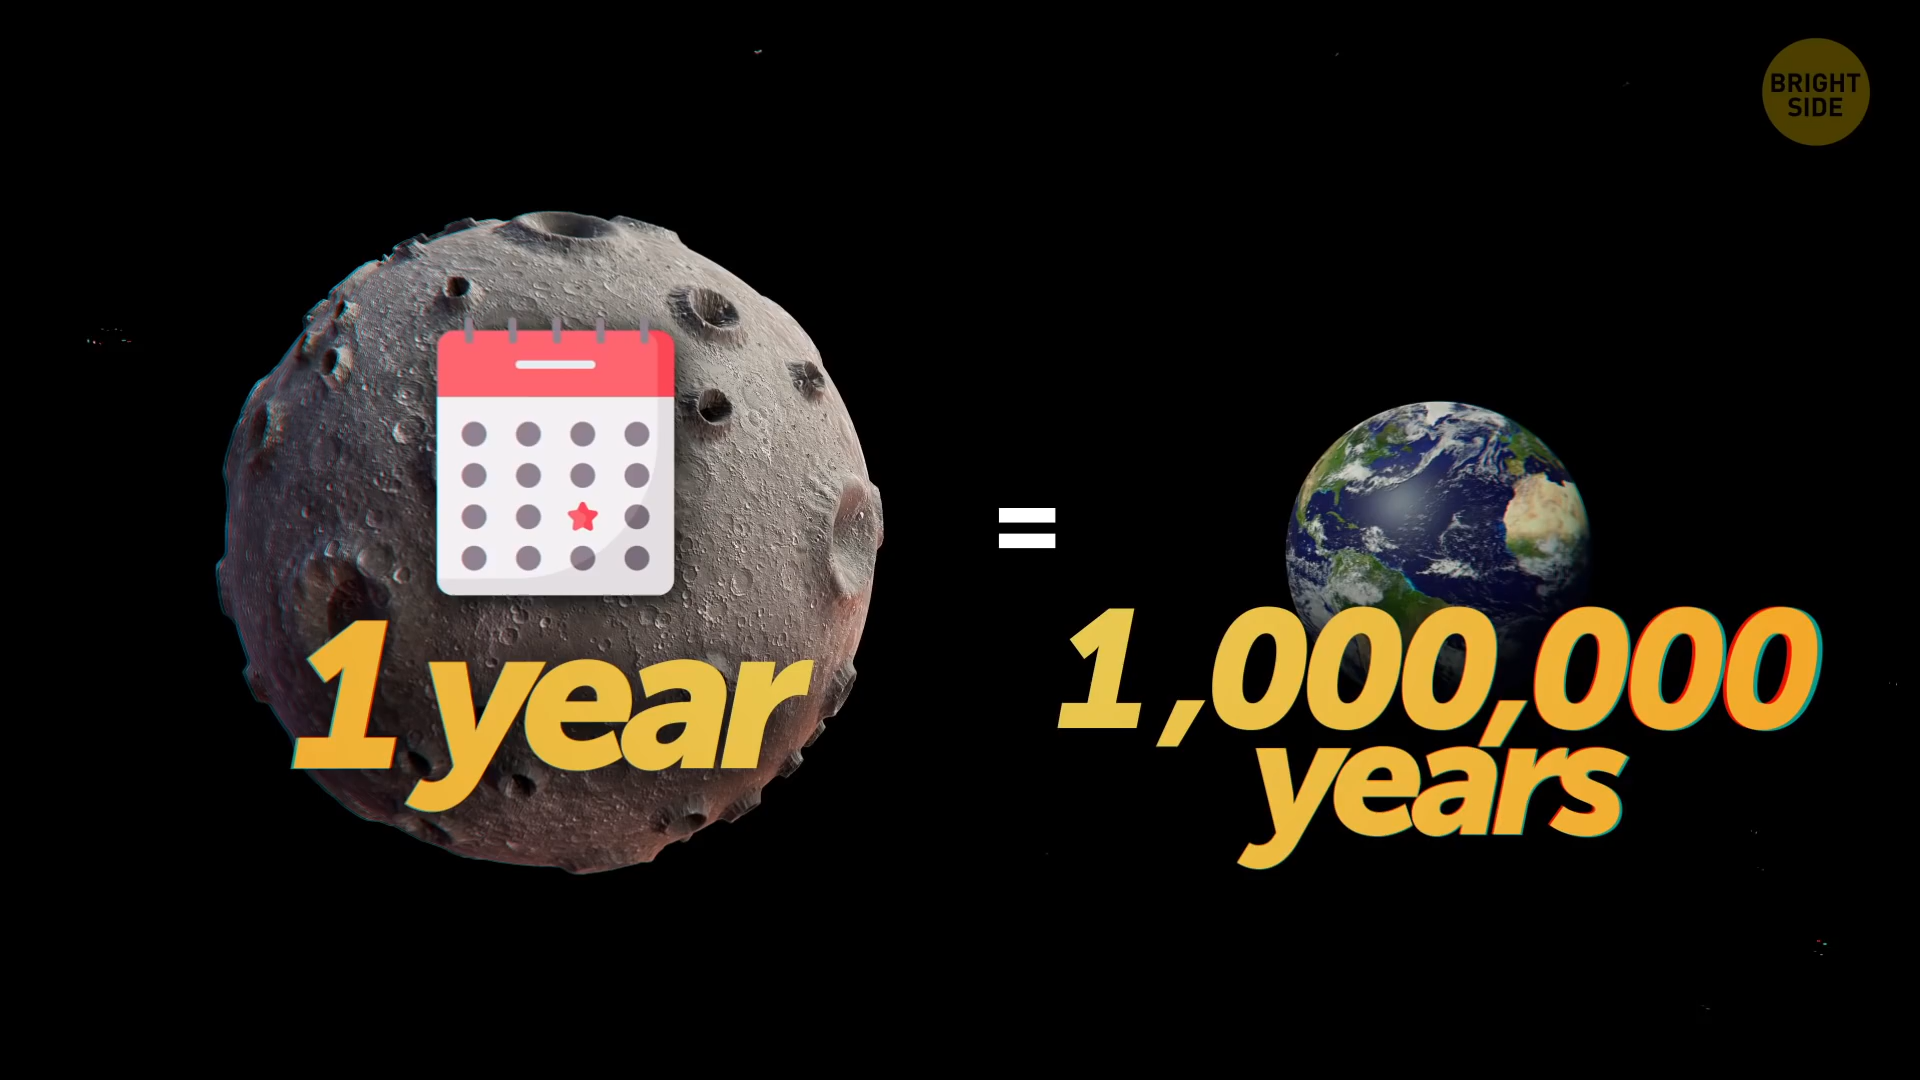 BRIGHT
SIDE
1 year
=
1,000,000
years